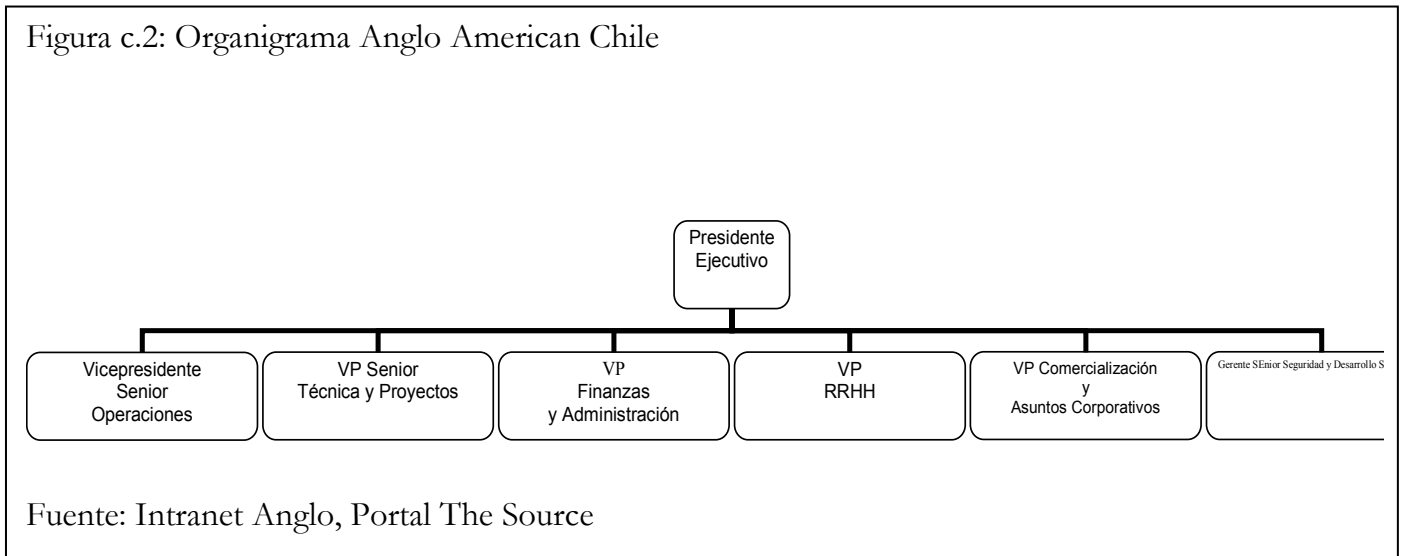 Figura c.2: Organigrama Anglo American Chile
Presidente
Ejecutivo
Vicepresidente
Senior
Operaciones
VP Senior
Técnica y Proyectos
VP
Finanzas
y Administración
VP
RRHH
VP Comercialización
y
Asuntos Corporativos
Gerente SEnior Seguridad y Desarrollo S
Fuente: Intranet Anglo, Portal The Source